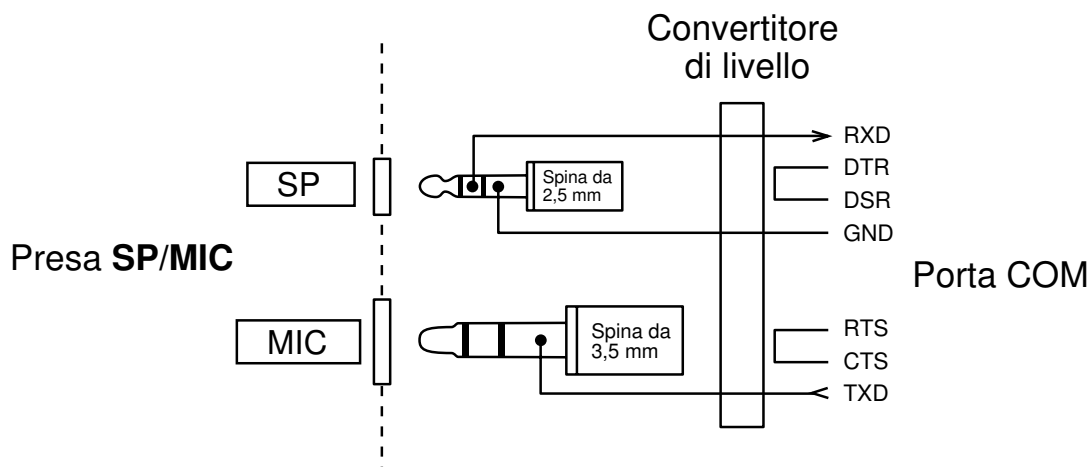 Convertitore
di livello
RXD
DTR
DSR
GND
SP
Spina da
2,5 mm
Presa SP/MIC
Porta COM
MIC
Spina da
3,5 mm
RTS
CTS
TXD